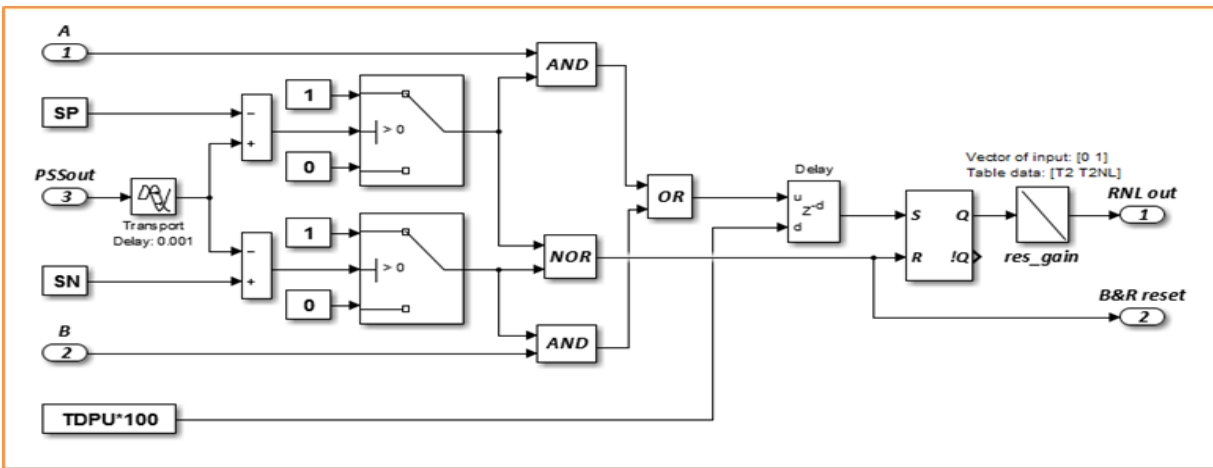 A
1
AND
1
SP
−
+
> 0
0
PSSout
3
Transport
Delay: 0.001
Delay
u
Z-d
d
OR
Vector of input: [0 1]
Table data: [T2 T2NL]
S Q
R !Q
res_gain
RNL out
1
1
−
+
> 0
0
SN
NOR
B&R reset
2
B
2
AND
TDPU*100